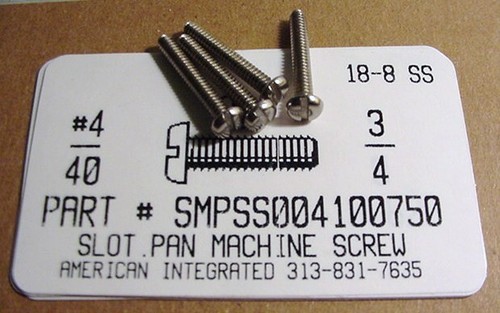 18-8 SS
#4
40
3
4
PART # SMPSS004100750
SLOT.PAN MACHINE SCREW
AMERICAN INTEGRATED 313-831-7635